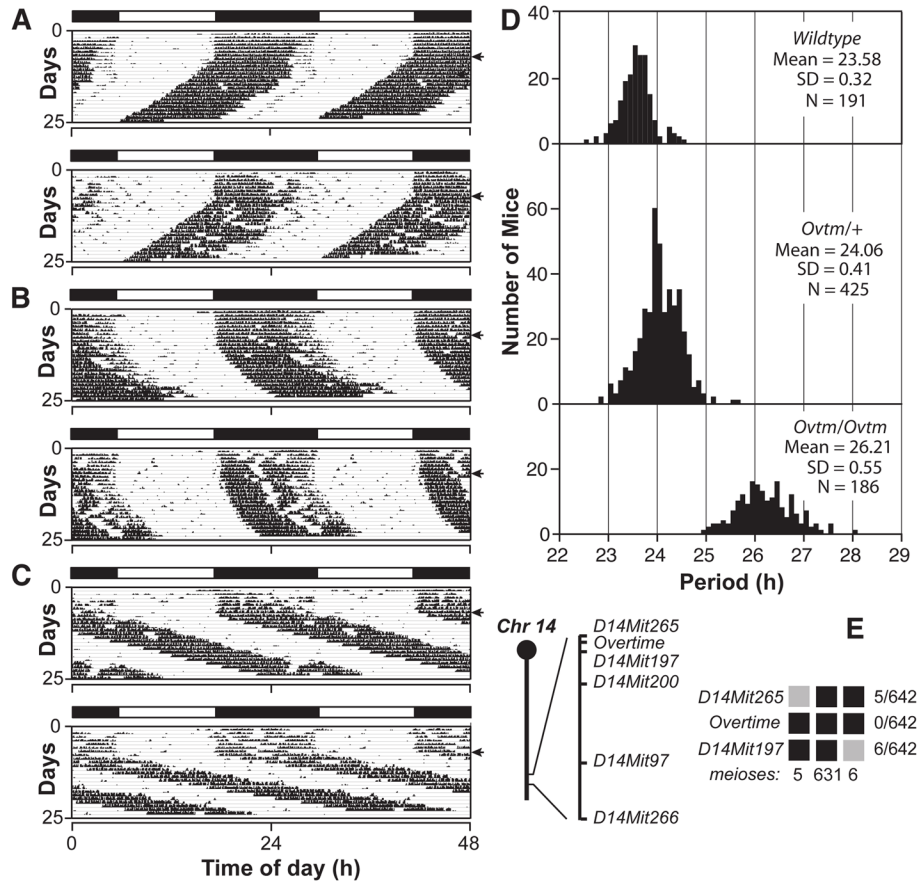 A
Days
0
25
Days
0
25
B
Days
0
25
Days
0
25
C
Days
0
25
Days
0
25
0 24 48
Time of day (h)
D
Number of Mice
40
20
0
Wildtype
Mean = 23.58
SD = 0.32
N = 191
60
40
20
0
Ovtm/+
Mean = 24.06
SD = 0.41
N = 425
20
0
Ovtm/Ovtm
Mean = 26.21
SD = 0.55
N = 186
22 23 24 25 26 27 28 29
Period (h)
Chr 14
D14Mit265
Overtime
D14Mit197
D14Mit200
D14Mit97
D14Mit266
E
D14Mit265 5/642
Overtime 0/642
D14Mit197 6/642
meioses: 5 631 6